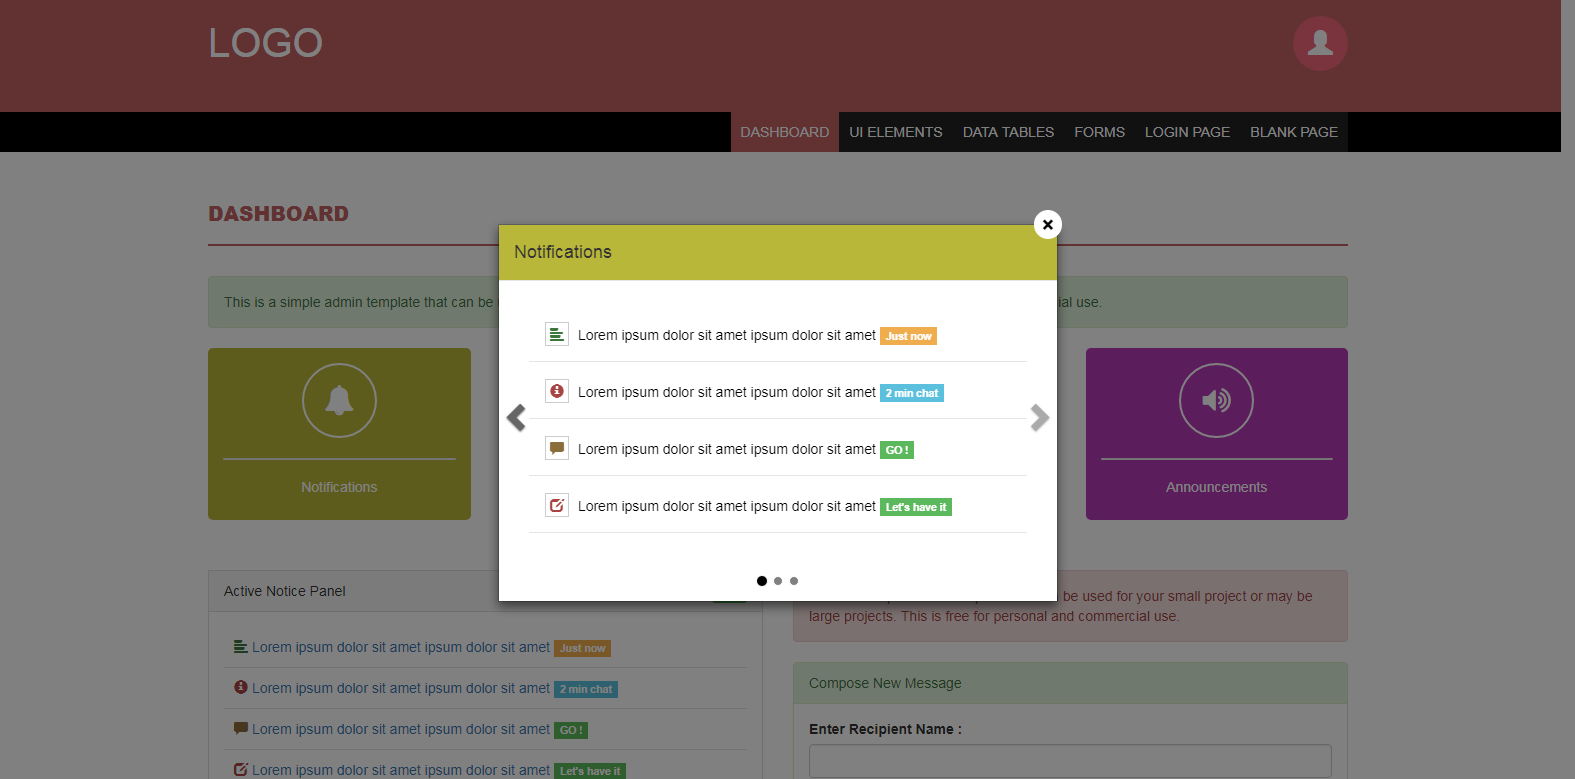 LOGO
DASHBOARD UI ELEMENTS DATA TABLES FORMS LOGIN PAGE BLANK PAGE
DASHBOARD
This is a simple admin template that can be
ial use.
Notifications
Lorem ipsum dolor sit amet ipsum dolor sit amet Just now
Lorem ipsum dolor sit amet ipsum dolor sit amet 2 min chat
Lorem ipsum dolor sit amet ipsum dolor sit amet GO !
Lorem ipsum dolor sit amet ipsum dolor sit amet Let's have it
Notifications
Announcements
Active Notice Panel
Lorem ipsum dolor sit amet ipsum dolor sit amet Just now
Lorem ipsum dolor sit amet ipsum dolor sit amet 2 min chat
Lorem ipsum dolor sit amet ipsum dolor sit amet GO !
Lorem ipsum dolor sit amet ipsum dolor sit amet Let's have it
be used for your small project or may be
large projects. This is free for personal and commercial use.
Compose New Message
Enter Recipient Name :